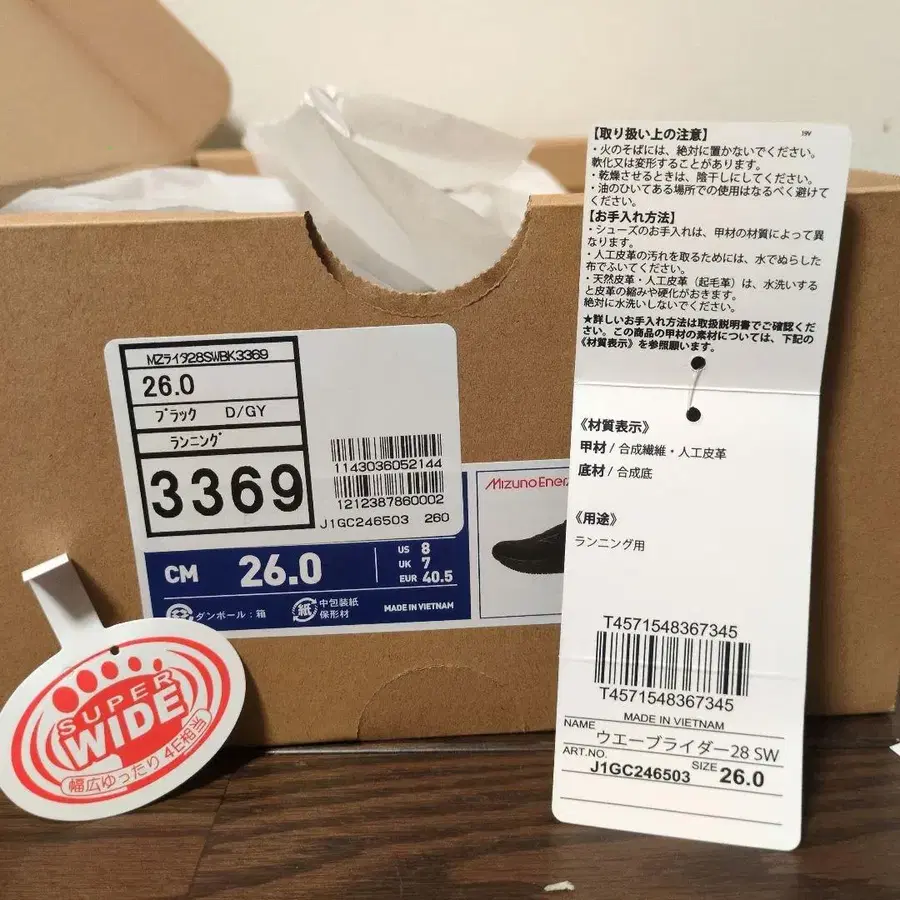 MZライダ28SWBK3369
26.0
ブラック D/GY
ランニング
3369
1143036052144
1212387860002
J1GC246503 260
Mizuno Ener
CM 26.0
US 8
UK 7
EUR 40.5
ダンボール：箱
紙
中包装紙
保形材
MADE IN VIETNAM
SUPER
WIDE
幅広ゆったり 4E相当
19V
【取り扱い上の注意】
・火のそばには、絶対に置かないでください。
軟化又は変形することがあります。
・乾燥させるときは、陰干しにしてください。
・油のひいてある場所での使用はなるべく避けて
ください。
【お手入れ方法】
・シューズのお手入れは、甲材の材質によって異
なります。
・人工皮革の汚れを取るためには、水でぬらした
布でふいてください。
・天然皮革・人工皮革（起毛革）は、水洗いする
と皮革の縮みや硬化がおきます。
絶対に水洗いしないでください。
★詳しいお手入れ方法は取扱説明書でご確認くだ
さい。この商品の甲材の素材については、下記の
《材質表示》を参照願います。
《材質表示》
甲材 / 合成繊維・人工皮革
底材 / 合成底
《用途》
ランニング用
T4571548367345
T4571548367345
MADE IN VIETNAM
NAME ウエーブライダー28 SW
ART.NO. J1GC246503 SIZE 26.0